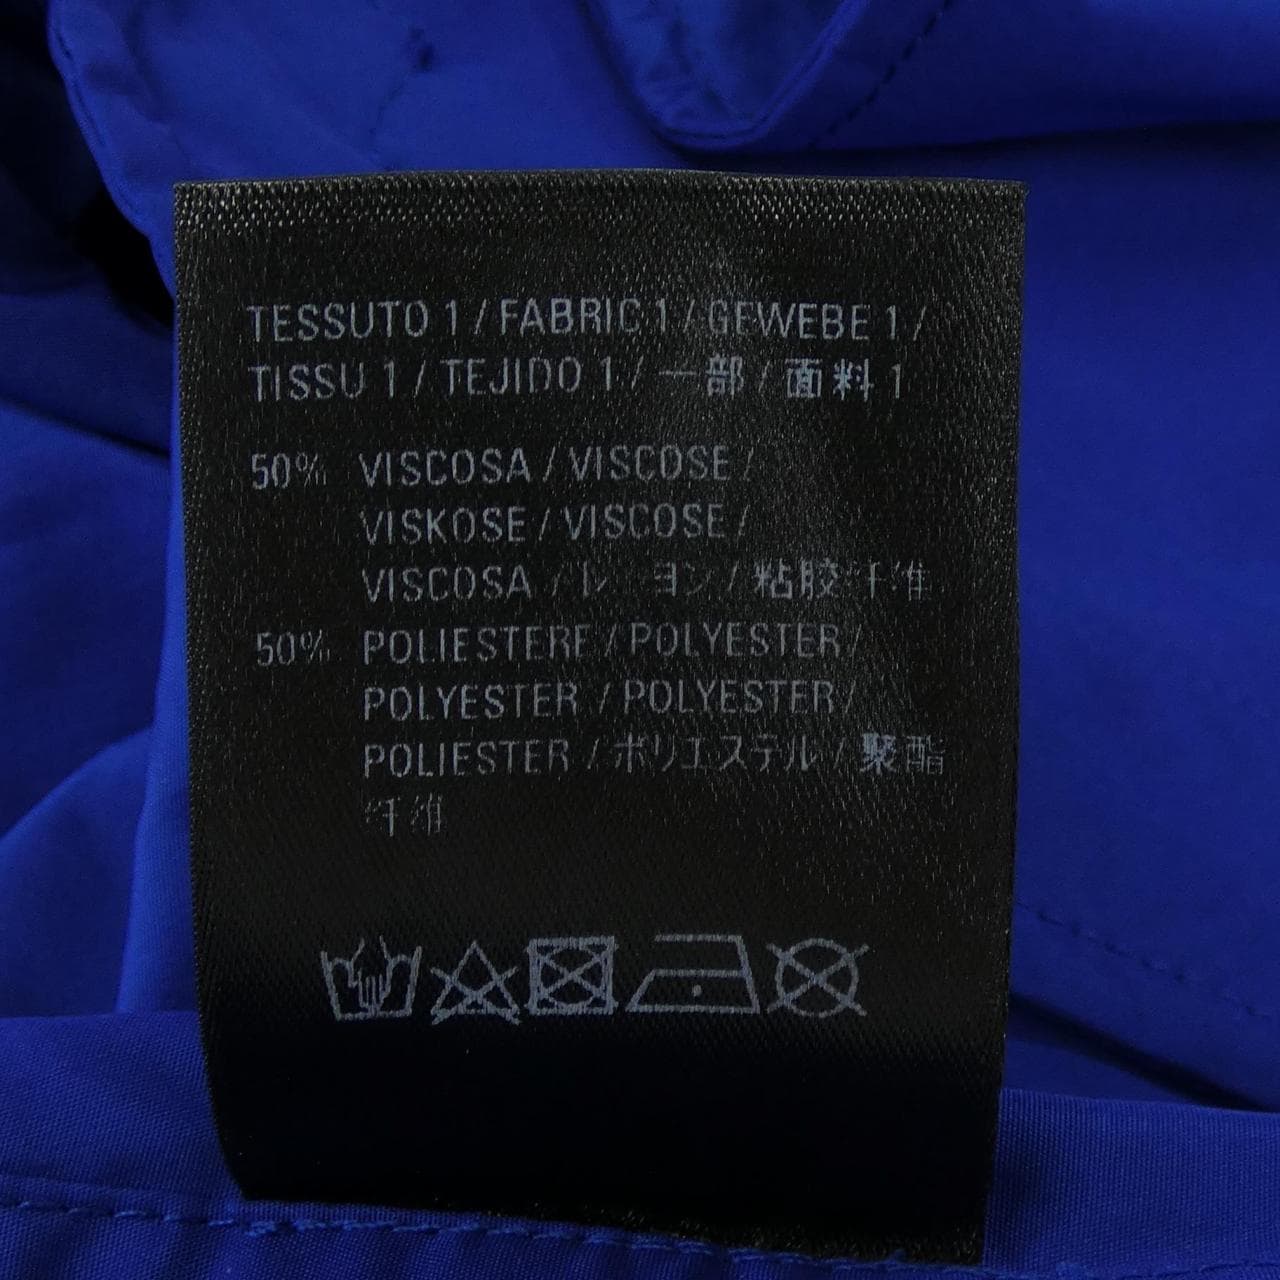 TESSUTO 1 / FABRIC 1 / GEWEBE 1 /
TISSU 1 / TEJIDO 1 / 一部 / 面料 1
50% VISCOSA / VISCOSE /
VISKOSE / VISCOSE /
VISCOSA / レーヨン / 粘胶纤维
50% POLIESTERE / POLYESTER /
POLYESTER / POLYESTER /
POLIESTER / ポリエステル / 聚酯
纤维